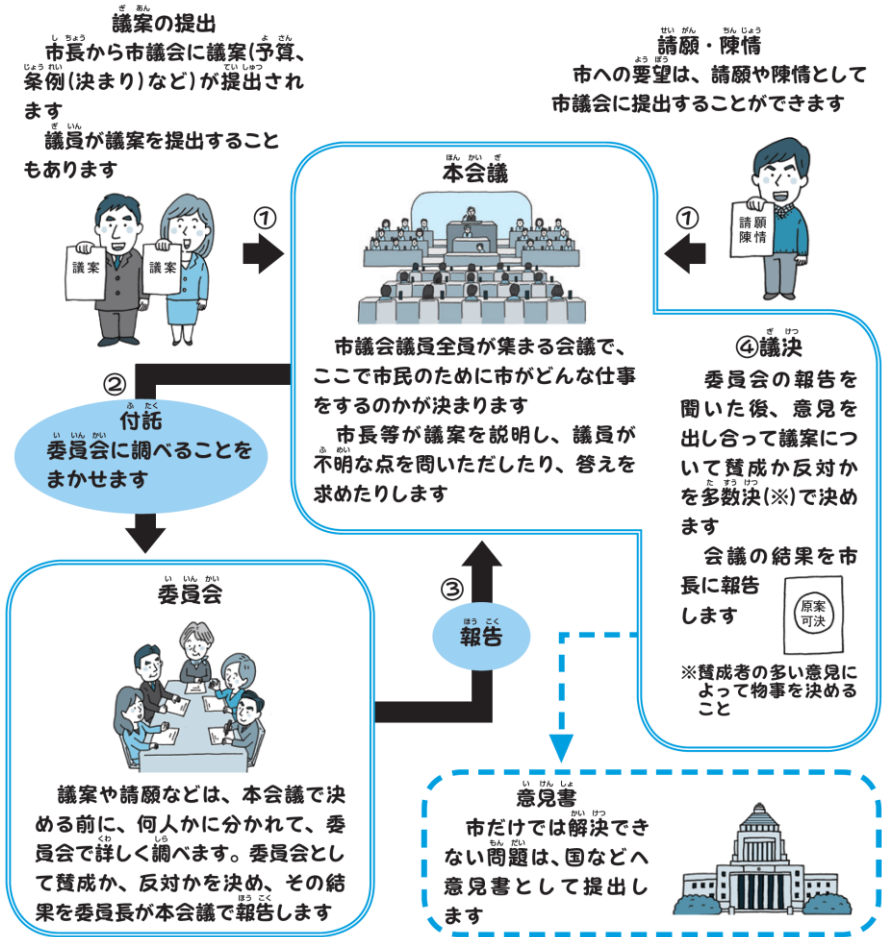 議案の提出
市長から市議会に議案(予算、
条例(決まり)など)が提出され
ます
議員が議案を提出すること
もあります
議案
議案
①
請願・陳情
市への要望は、請願や陳情として
市議会に提出することができます
請願
陳情
①
本会議
市議会議員全員が集まる会議で、
ここで市民のために市がどんな仕事
をするのかが決まります
市長等が議案を説明し、議員が
不明な点を問いただしたり、答えを
求めたりします
②
付託
委員会に調べることを
まかせます
委員会
議案や請願などは、本会議で決
める前に、何人かに分かれて、委
員会で詳しく調べます。委員会とし
て賛成か、反対かを決め、その結
果を委員長が本会議で報告します
③
報告
④議決
委員会の報告を
聞いた後、意見を
出し合って議案につ
いて賛成か反対か
を多数決(※)で決め
ます
会議の結果を市
長に報告
します
原案
可決
※賛成者の多い意見に
よって物事を決める
こと
意見書
市だけでは解決でき
ない問題は、国などへ
意見書として提出し
ます